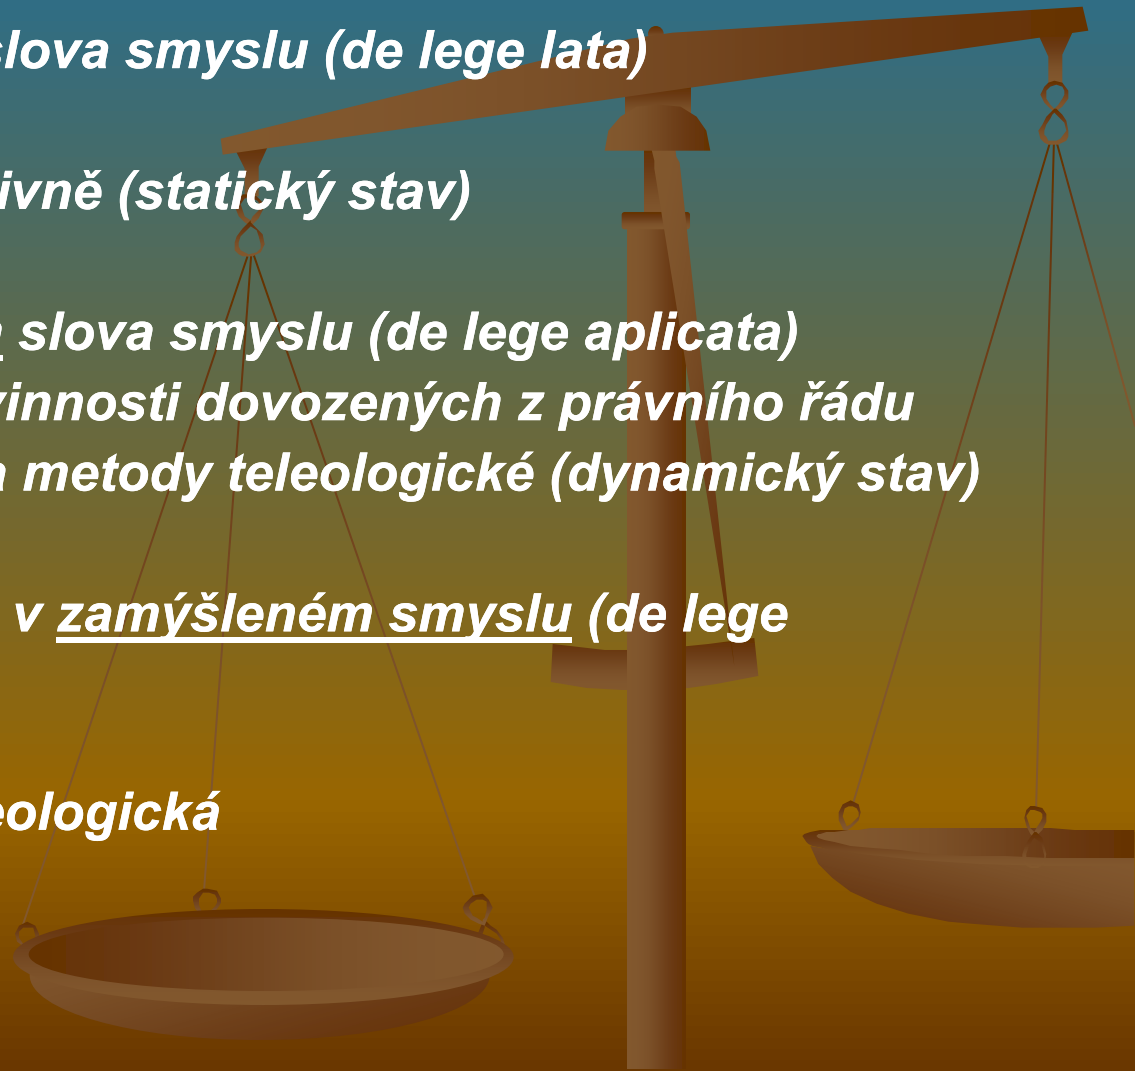 slova smyslu (de lege lata)
ivně (statický stav)
slova smyslu (de lege aplicata)
vinnosti dovozených z právního řádu
a metody teleologické (dynamický stav)
v zamýšleném smyslu (de lege
eologická